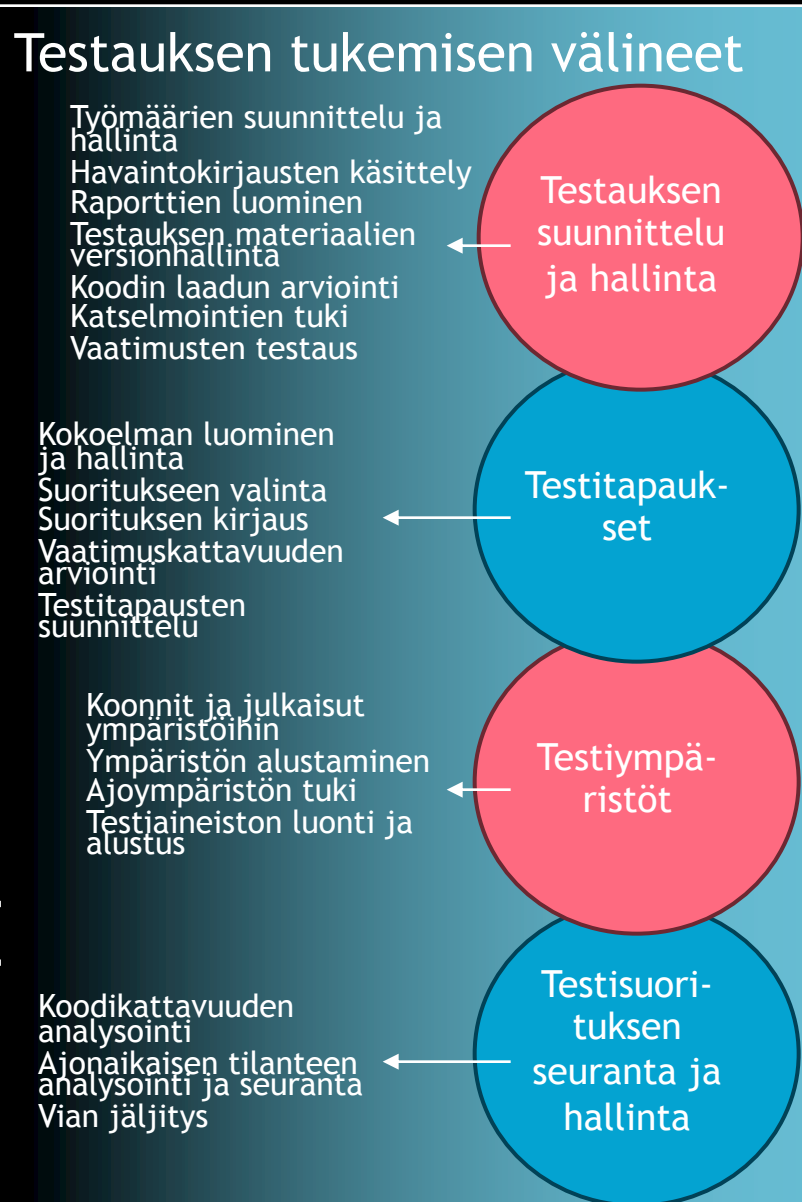 Testauksen tukemisen välineet
Työmäärien suunnittelu ja
hallinta
Havaintokirjausten käsittely
Raporttien luominen
Testauksen materiaalien
versionhallinta
Koodin laadun arviointi
Katselmointien tuki
Vaatimusten testaus
Testauksen
suunnittelu
ja hallinta
Kokoelman luominen
ja hallinta
Suoritukseen valinta
Suorituksen kirjaus
Vaatimuskattavuuden
arviointi
Testitapausten
suunnittelu
Testitapauk-
set
Koonnit ja julkaisut
ympäristöihin
Ympäristön alustaminen
Ajoympäristön tuki
Testiaineiston luonti ja
alustus
Testiympä-
ristöt
Koodikattavuuden
analysointi
Ajonaikaisen tilanteen
analysointi ja seuranta
Vian jäljitys
Testisuori-
tuksen
seuranta ja
hallinta